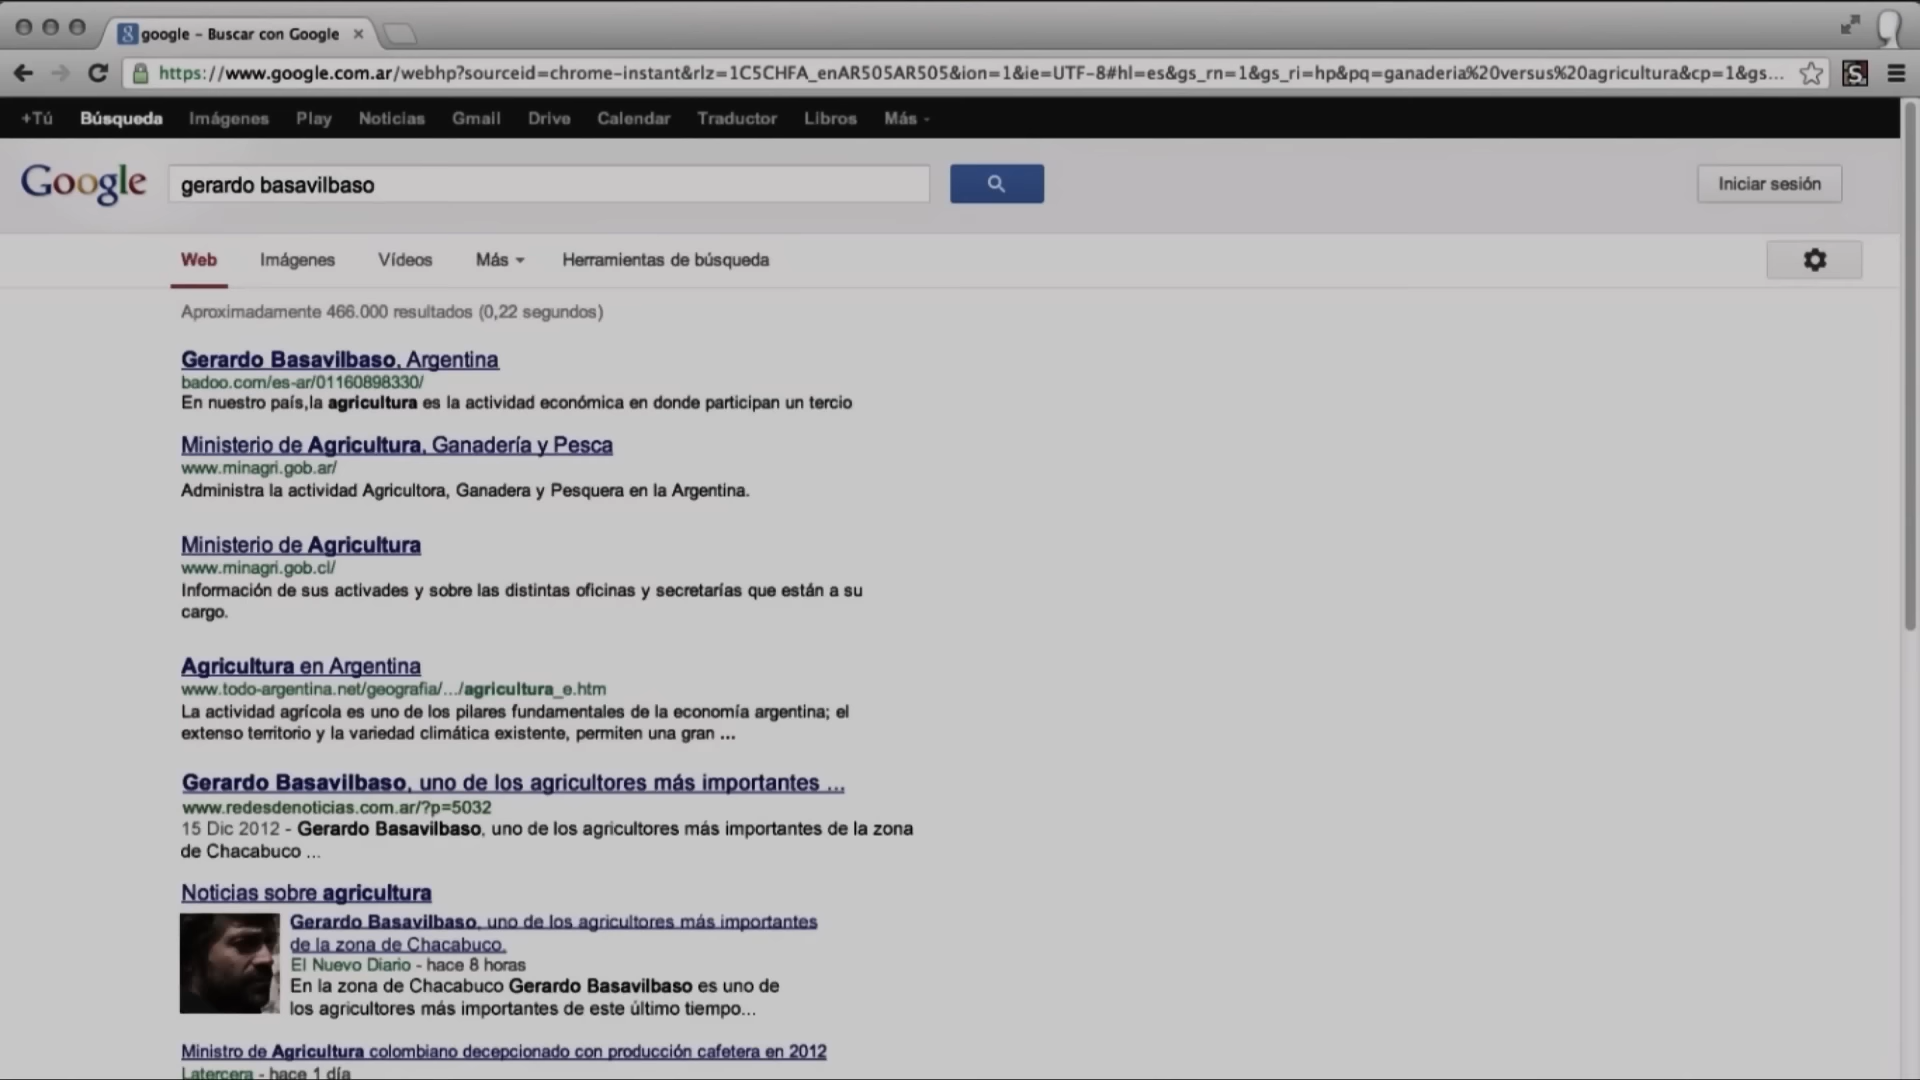 google - Buscar con Google
https://www.google.com.ar/webhp?sourceid=chrome-instant&rlz=1C5CHFA_enAR505AR505&ion=1&ie=UTF-8#hl=es&gs_rn=1&gs_ri=hp&pq=ganaderia%20versus%20agricultura&cp=1&gs...
+Tú Búsqueda Imágenes Play Noticias Gmail Drive Calendar Traductor Libros Más
Google gerardo basavilbaso Iniciar sesión
Web Imágenes Vídeos Más Herramientas de búsqueda
Aproximadamente 466.000 resultados (0,22 segundos)
Gerardo Basavilbaso, Argentina
badoo.com/es-ar/01160898330/
En nuestro país,la agricultura es la actividad económica en donde participan un tercio
Ministerio de Agricultura, Ganadería y Pesca
www.minagri.gob.ar/
Administra la actividad Agricultora, Ganadera y Pesquera en la Argentina.
Ministerio de Agricultura
www.minagri.gob.cl/
Información de sus activades y sobre las distintas oficinas y secretarías que están a su
cargo.
Agricultura en Argentina
www.todo-argentina.net/geografia/.../agricultura_e.htm
La actividad agrícola es uno de los pilares fundamentales de la economía argentina; el
extenso territorio y la variedad climática existente, permiten una gran ...
Gerardo Basavilbaso, uno de los agricultores más importantes ...
www.redesdenoticias.com.ar/?p=5032
15 Dic 2012 - Gerardo Basavilbaso, uno de los agricultores más importantes de la zona
de Chacabuco ...
Noticias sobre agricultura
Gerardo Basavilbaso, uno de los agricultores más importantes
de la zona de Chacabuco.
El Nuevo Diario - hace 8 horas
En la zona de Chacabuco Gerardo Basavilbaso es uno de
los agricultores más importantes de este último tiempo...
Ministro de Agricultura colombiano decepcionado con producción cafetera en 2012
Latercera - hace 1 día